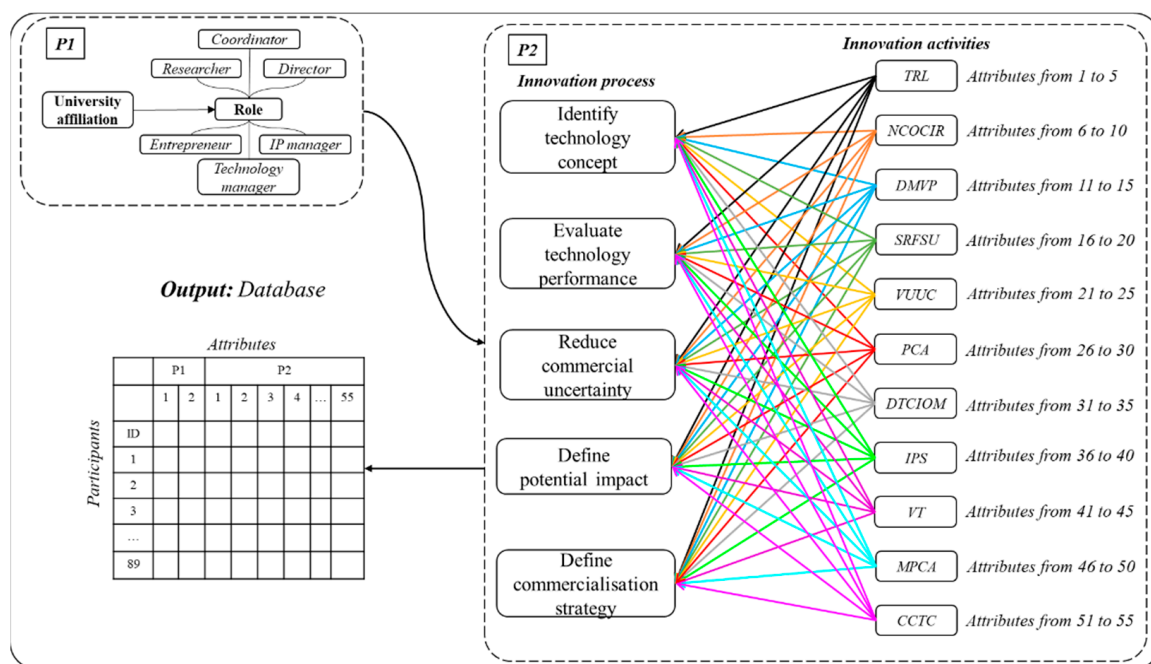 P1
Coordinator
Researcher
Director
University
affiliation
Role
Entrepreneur
IP manager
Technology
manager
Output: Database
Attributes
P1
P2
1 2 1 2 3 4 ... 55
Participants
ID
1
2
3
...
89
P2
Innovation process
Identify
technology
concept
Evaluate
technology
performance
Reduce
commercial
uncertainty
Define
potential impact
Define
commercialisation
strategy
Innovation activities
TRL Attributes from 1 to 5
NCOCIR Attributes from 6 to 10
DMVP Attributes from 11 to 15
SRFSU Attributes from 16 to 20
VUUC Attributes from 21 to 25
PCA Attributes from 26 to 30
DTCIOM Attributes from 31 to 35
IPS Attributes from 36 to 40
VT Attributes from 41 to 45
MPCA Attributes from 46 to 50
CCTC Attributes from 51 to 55